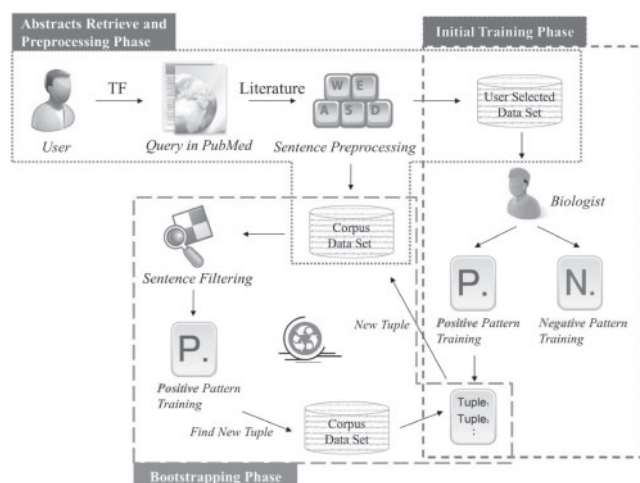 Abstracts Retrieve and
Preprocessing Phase
Initial Training Phase
TF
Literature
W E
A S D
User
Query in PubMed
Sentence Preprocessing
User Selected
Data Set
Biologist
Corpus
Data Set
Sentence Filtering
P.
N.
Positive Pattern
Training
Negative Pattern
Training
New Tuple
P.
Positive Pattern
Training
Find New Tuple
Corpus
Data Set
Tuple₁
Tuple₂
:
Bootstrapping Phase